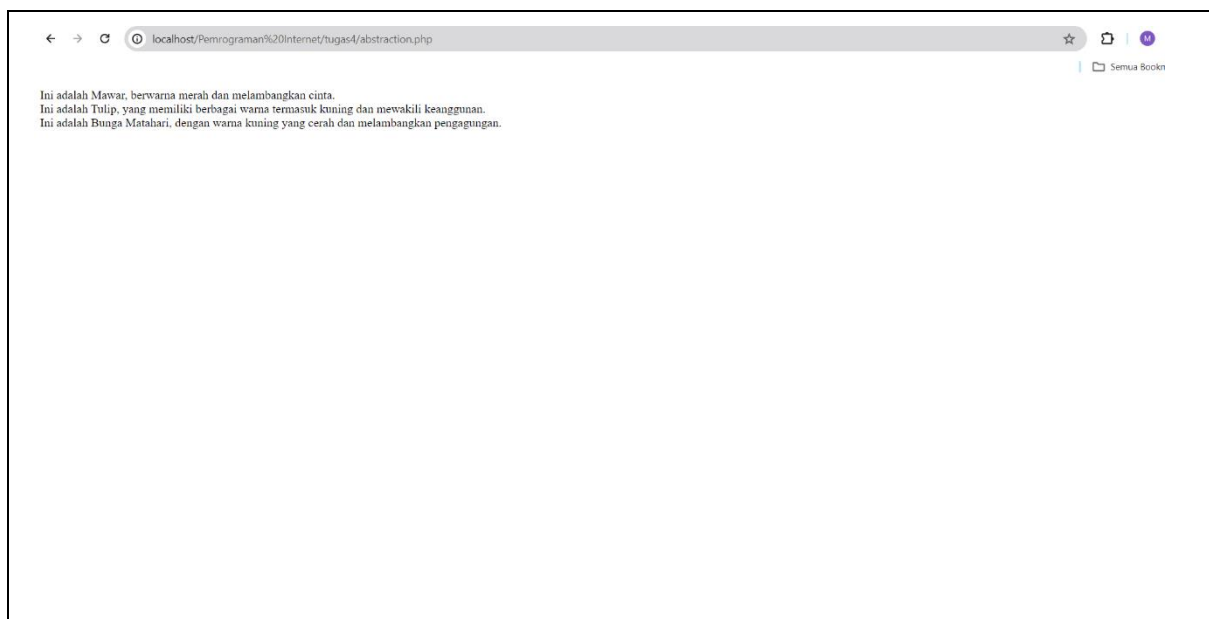 localhost/Pemrograman%20Internet/tugas4/abstraction.php
M
Semua Bookn
Ini adalah Mawar, berwarna merah dan melambangkan cinta.
Ini adalah Tulip, yang memiliki berbagai warna termasuk kuning dan mewakili keanggunan.
Ini adalah Bunga Matahari, dengan warna kuning yang cerah dan melambangkan pengagungan.